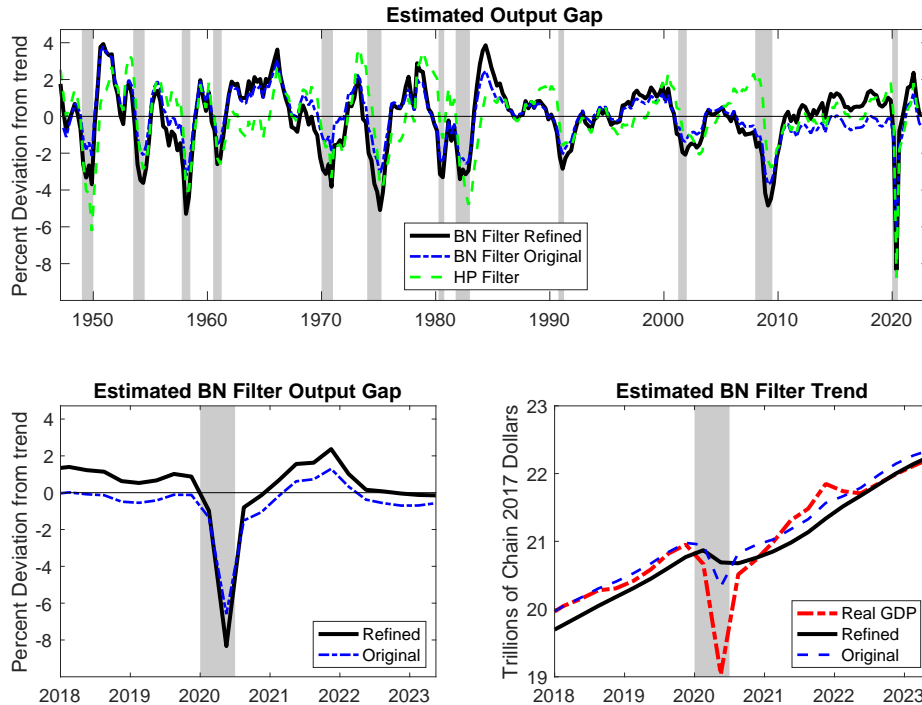 Estimated Output Gap
Percent Deviation from trend
4
2
0
-2
-4
-6
-8
BN Filter Refined
BN Filter Original
HP Filter
1950 1960 1970 1980 1990 2000 2010 2020
Estimated BN Filter Output Gap
Percent Deviation from trend
4
2
0
-2
-4
-6
-8
Refined
Original
2018 2019 2020 2021 2022 2023
Estimated BN Filter Trend
Trillions of Chain 2017 Dollars
23
22
21
20
19
Real GDP
Refined
Original
2018 2019 2020 2021 2022 2023